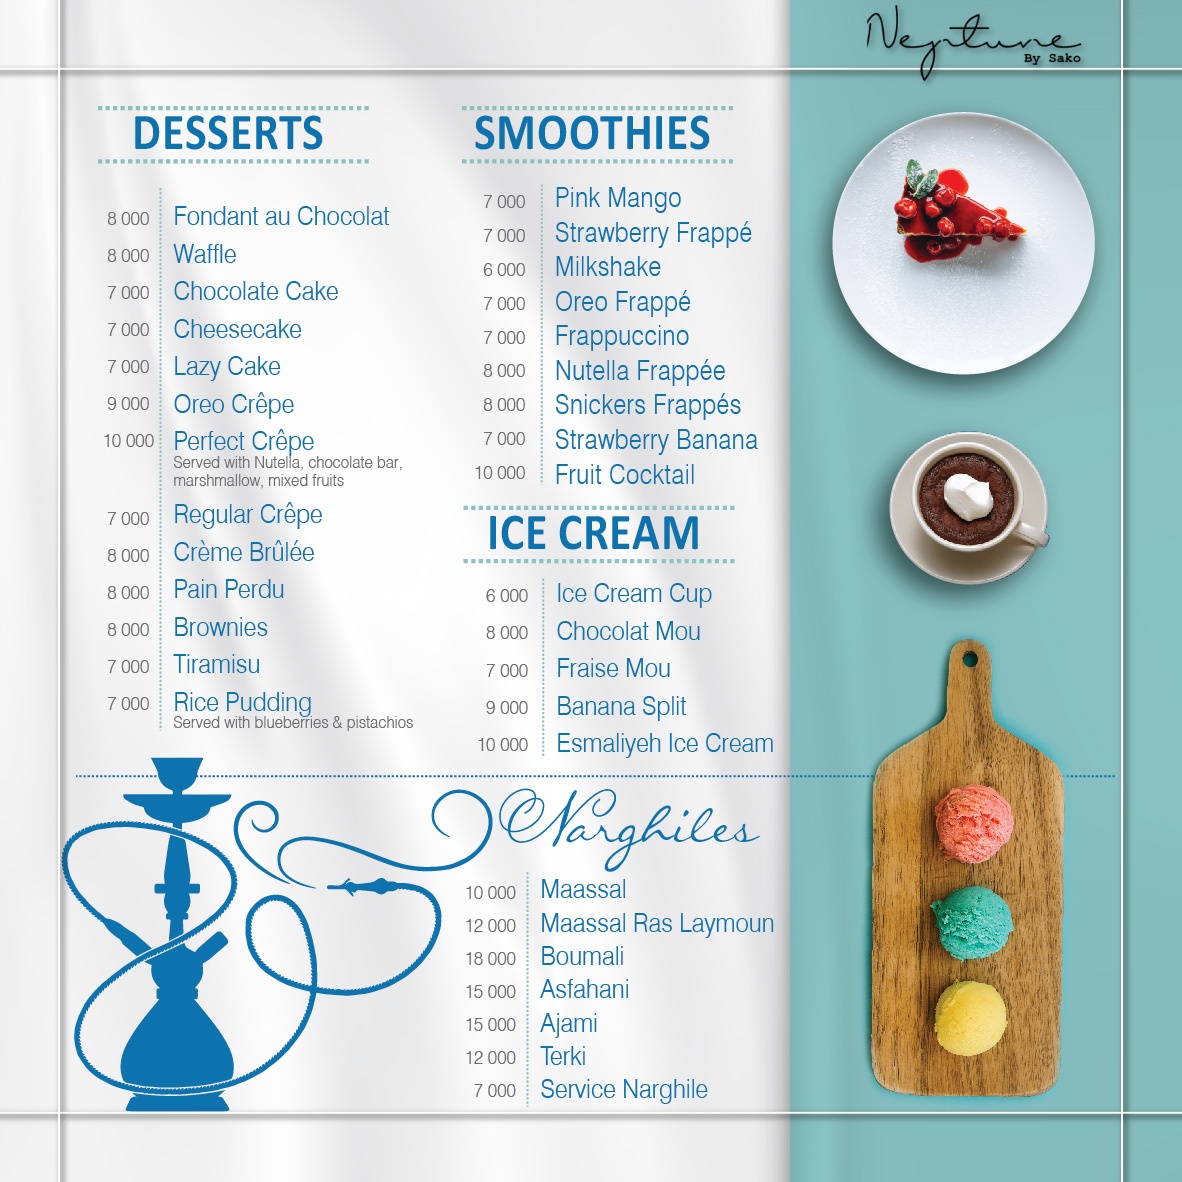 Neptune
By Sako
DESSERTS
8 000 Fondant au Chocolat
8 000 Waffle
7 000 Chocolate Cake
7 000 Cheesecake
7 000 Lazy Cake
9 000 Oreo Crêpe
10 000 Perfect Crêpe
Served with Nutella, chocolate bar,
marshmallow, mixed fruits
7 000 Regular Crêpe
8 000 Crème Brûlée
8 000 Pain Perdu
8 000 Brownies
7 000 Tiramisu
7 000 Rice Pudding
Served with blueberries & pistachios
SMOOTHIES
7 000 Pink Mango
7 000 Strawberry Frappé
6 000 Milkshake
7 000 Oreo Frappé
7 000 Frappuccino
8 000 Nutella Frappée
8 000 Snickers Frappés
7 000 Strawberry Banana
10 000 Fruit Cocktail
ICE CREAM
6 000 Ice Cream Cup
8 000 Chocolat Mou
7 000 Fraise Mou
9 000 Banana Split
10 000 Esmaliyeh Ice Cream
Narghiles
10 000 Maassal
12 000 Maassal Ras Laymoun
18 000 Boumali
15 000 Asfahani
15 000 Ajami
12 000 Terki
7 000 Service Narghile